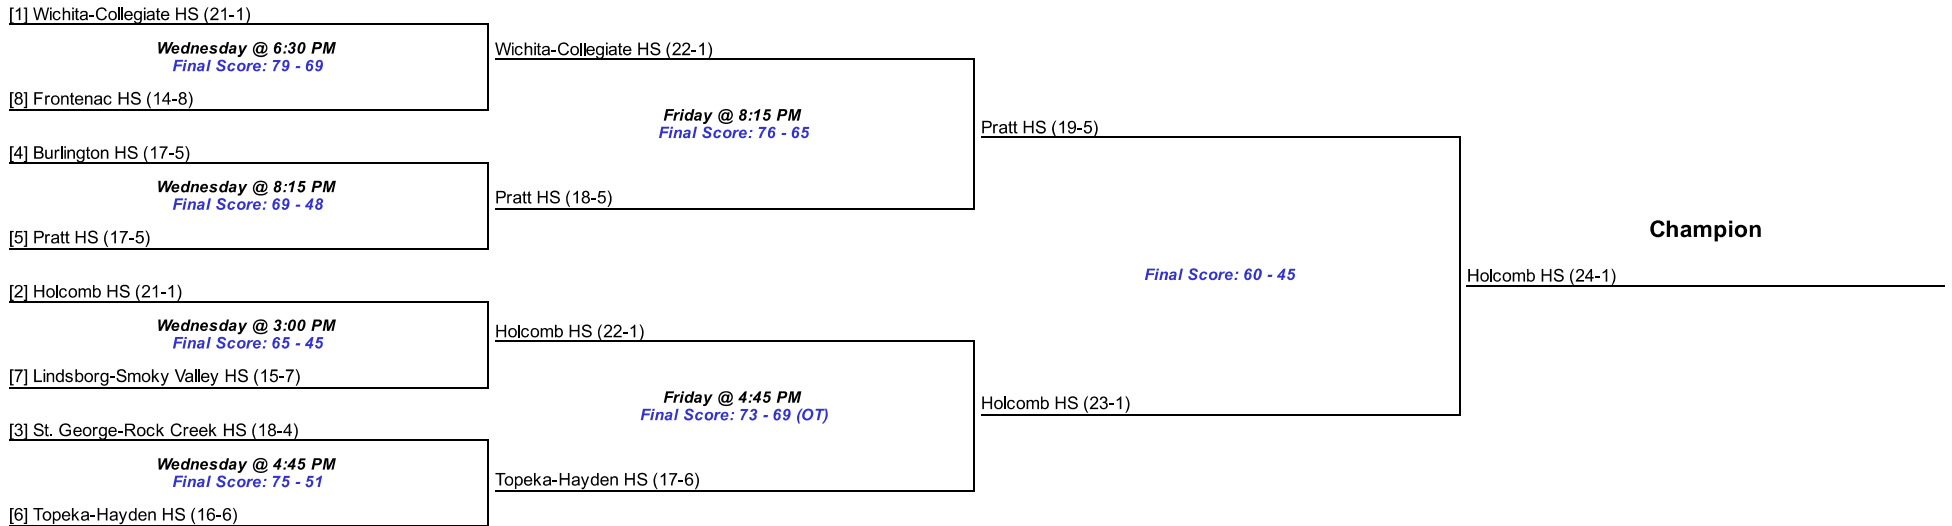 [1] Wichita-Collegiate HS (21-1)
Wednesday @ 6:30 PM
Final Score: 79 - 69
[8] Frontenac HS (14-8)
[4] Burlington HS (17-5)
Wednesday @ 8:15 PM
Final Score: 69 - 48
[5] Pratt HS (17-5)
[2] Holcomb HS (21-1)
Wednesday @ 3:00 PM
Final Score: 65 - 45
[7] Lindsborg-Smoky Valley HS (15-7)
[3] St. George-Rock Creek HS (18-4)
Wednesday @ 4:45 PM
Final Score: 75 - 51
[6] Topeka-Hayden HS (16-6)
Wichita-Collegiate HS (22-1)
Friday @ 8:15 PM
Final Score: 76 - 65
Pratt HS (18-5)
Holcomb HS (22-1)
Friday @ 4:45 PM
Final Score: 73 - 69 (OT)
Topeka-Hayden HS (17-6)
Pratt HS (19-5)
Final Score: 60 - 45
Holcomb HS (23-1)
Champion
Holcomb HS (24-1)